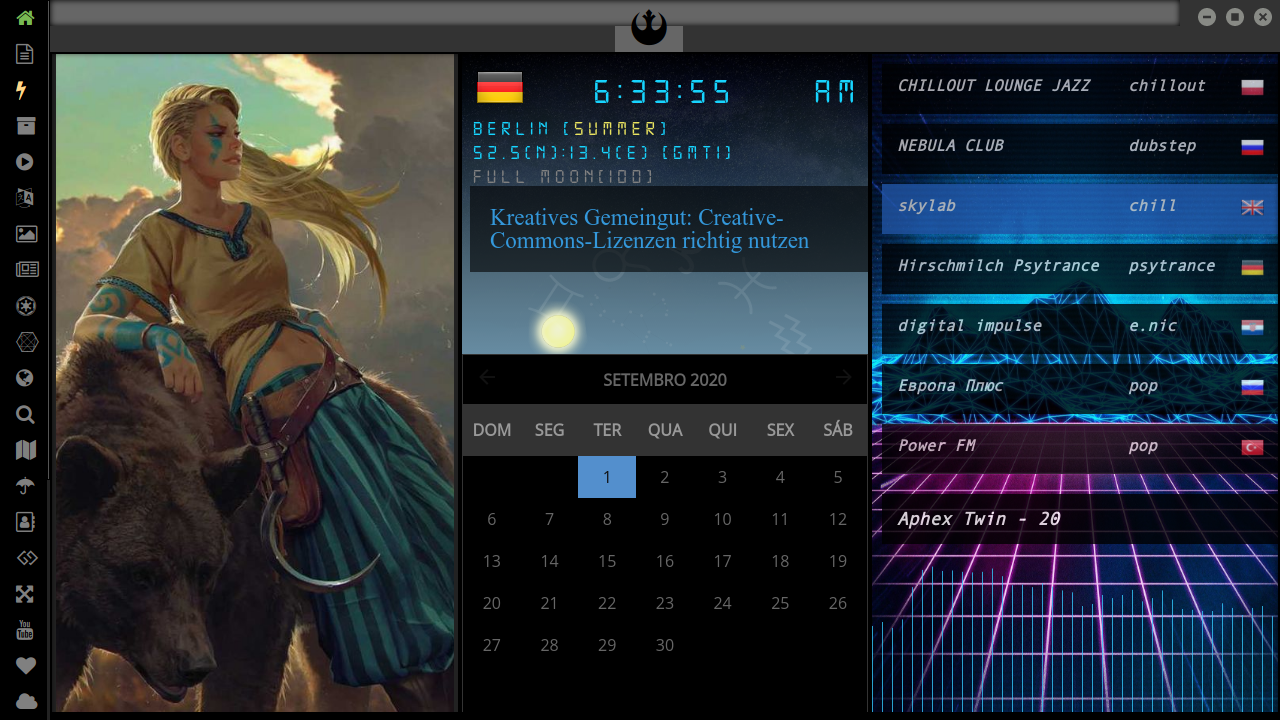 6:33:55 AM
BERLIN (SUMMER)
52.5(N):13.4(E) (GMT1)
FULL MOON(100)
Kreatives Gemeingut: Creative-
Commons-Lizenzen richtig nutzen
SETEMBRO 2020
DOM SEG TER QUA QUI SEX SÁB
1 2 3 4 5
6 7 8 9 10 11 12
13 14 15 16 17 18 19
20 21 22 23 24 25 26
27 28 29 30
CHILLOUT LOUNGE JAZZ chillout
NEBULA CLUB dubstep
skylab chill
Hirschmilch Psytrance psytrance
digital impulse e.nic
Европа Плюс pop
Power FM pop
Aphex Twin - 20
You
Tube